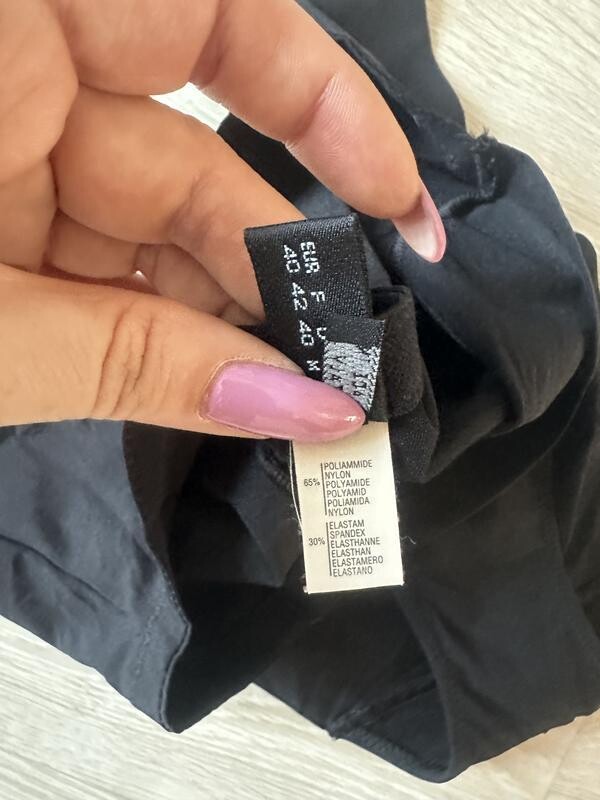 EUR F
40 42 40 M
POLIAMMIDE
NYLON
65% POLYAMIDE
POLYAMID
POLIAMIDA
NYLON
ELASTAM
SPANDEX
30% ELASTHANNE
ELASTHAN
ELASTAMERO
ELASTANO